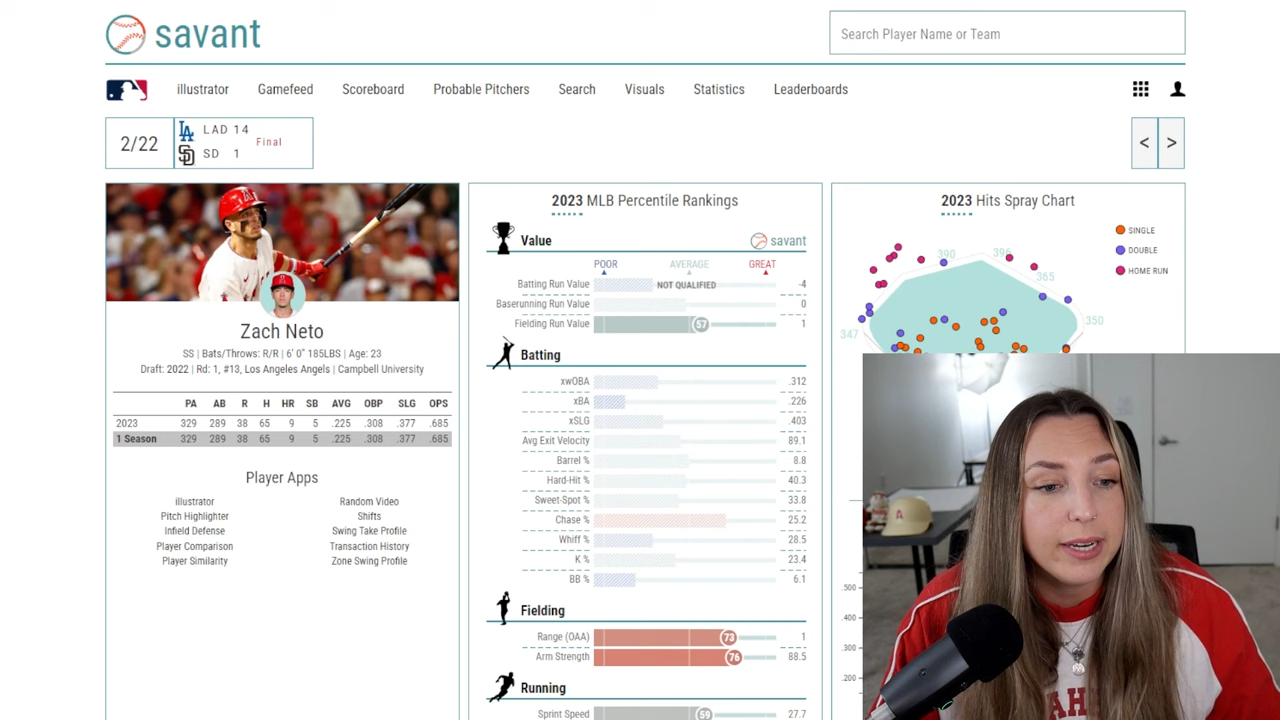 savant
Search Player Name or Team
illustrator Gamefeed Scoreboard Probable Pitchers Search Visuals Statistics Leaderboards
2/22
LAD 14
SD 1
Final
< >
Zach Neto
SS | Bats/Throws: R/R | 6' 0" 185LBS | Age: 23
Draft: 2022 | Rd: 1, #13, Los Angeles Angels | Campbell University
PA AB R H HR SB AVG OBP SLG OPS
2023 329 289 38 65 9 5 .225 .308 .377 .685
1 Season 329 289 38 65 9 5 .225 .308 .377 .685
Player Apps
illustrator Random Video
Pitch Highlighter Shifts
Infield Defense Swing Take Profile
Player Comparison Transaction History
Player Similarity Zone Swing Profile
2023 MLB Percentile Rankings
Value savant
POOR AVERAGE GREAT
Batting Run Value NOT QUALIFIED -4
Baserunning Run Value 0
Fielding Run Value 57 1
Batting
xwOBA .312
xBA .226
xSLG .403
Avg Exit Velocity 89.1
Barrel % 8.8
Hard-Hit % 40.3
Sweet-Spot % 33.8
Chase % 25.2
Whiff % 28.5
K % 23.4
BB % 6.1
Fielding
Range (OAA) 73 1
Arm Strength 76 88.5
Running
Sprint Speed 59 27.7
2023 Hits Spray Chart
SINGLE
DOUBLE
HOME RUN
390 396
365
347 350
.500
.400
.300
.200
A